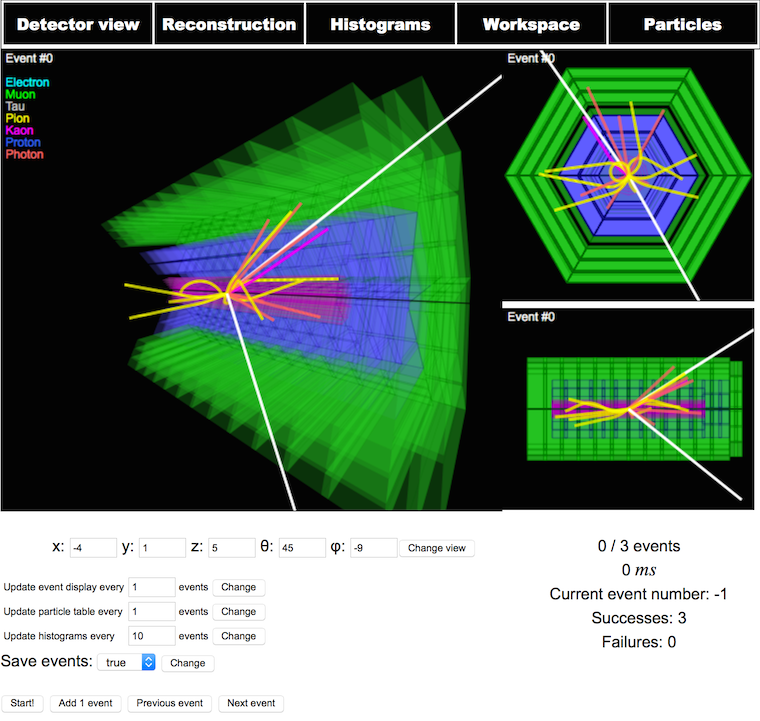 Detector view Reconstruction Histograms Workspace Particles
Event #0
Electron
Muon
Tau
Pion
Kaon
Proton
Photon
Event #0
Event #0
x: -4 y: 1 z: 5 θ: 45 φ: -9 Change view
Update event display every 1 events Change
Update particle table every 1 events Change
Update histograms every 10 events Change
Save events: true Change
Start! Add 1 event Previous event Next event
0 / 3 events
0 ms
Current event number: -1
Successes: 3
Failures: 0